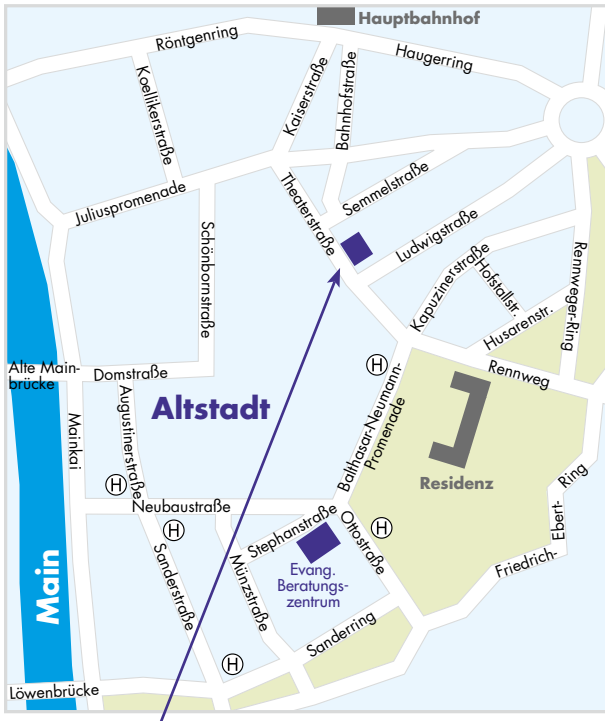 Hauptbahnhof
Röntgenring
Haugerring
Koellikerstraße
Kaiserstraße
Bahnhofstraße
Juliuspromenade
Theaterstraße
Semmelstraße
Schönbornstraße
Ludwigstraße
Kapuzinerstraße
Hofstallstr.
Husarenstr.
Rennweger-Ring
Rennweg
Alte Main-
brücke
Domstraße
Augustinerstraße
Altstadt
Mainkai
H
Balthasar-Neumann-
Promenade
Residenz
H
Neubaustraße
H
Stephanstraße
Ottostraße
H
Friedrich-
Ebert-
Ring
Evang.
Beratungs-
zentrum
Main
Sanderstraße
Münzstraße
Sanderring
H
Löwenbrücke